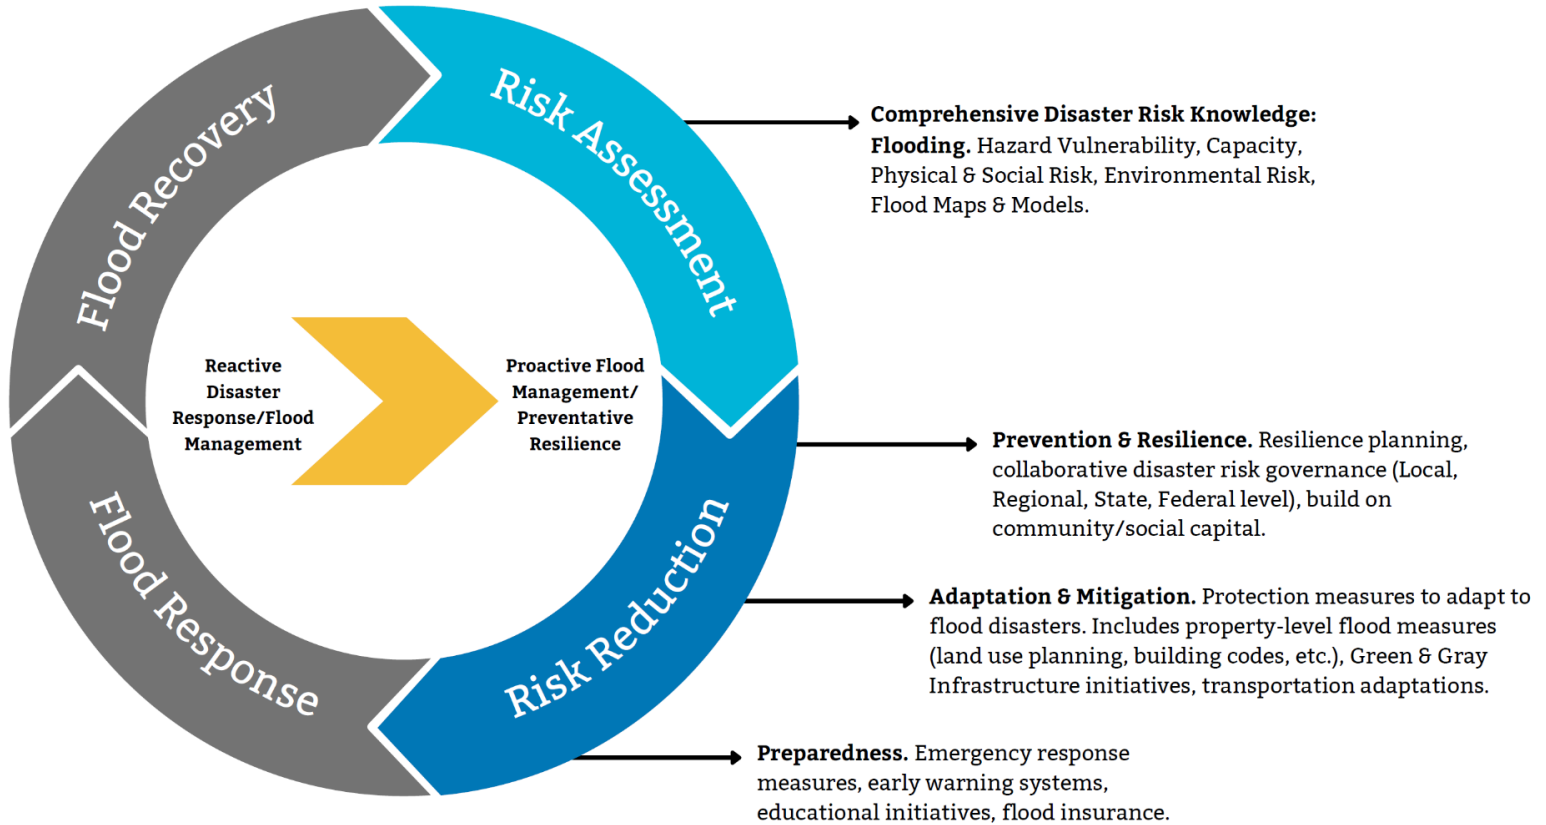 Flood Recovery
Risk Assessment
Comprehensive Disaster Risk Knowledge:
Flooding. Hazard Vulnerability, Capacity,
Physical & Social Risk, Environmental Risk,
Flood Maps & Models.
Reactive
Disaster
Response/Flood
Management
Proactive Flood
Management/
Preventative
Resilience
Prevention & Resilience. Resilience planning,
collaborative disaster risk governance (Local,
Regional, State, Federal level), build on
community/social capital.
Flood Response
Risk Reduction
Adaptation & Mitigation. Protection measures to adapt to
flood disasters. Includes property-level flood measures
(land use planning, building codes, etc.), Green & Gray
Infrastructure initiatives, transportation adaptations.
Preparedness. Emergency response
measures, early warning systems,
educational initiatives, flood insurance.